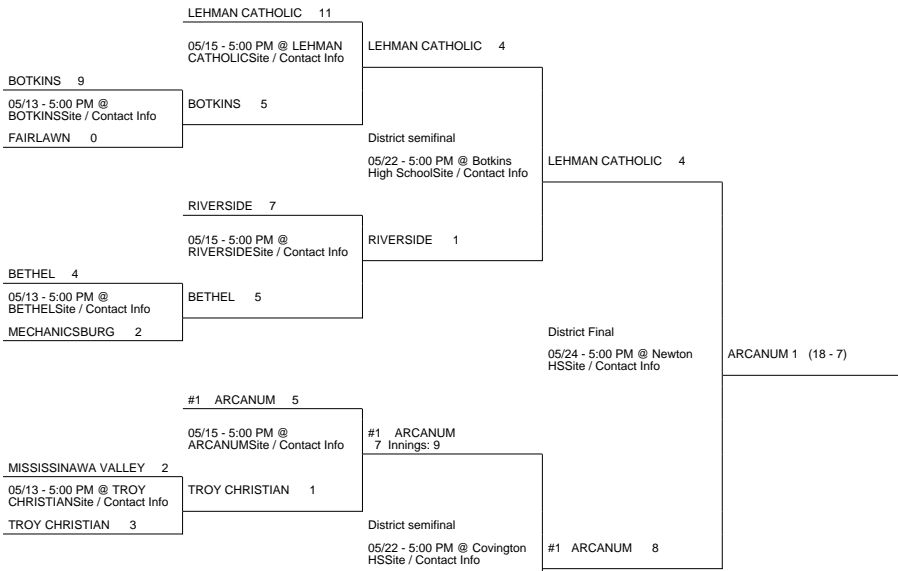 LEHMAN CATHOLIC 11
05/15 - 5:00 PM @ LEHMAN
CATHOLICSite / Contact Info
LEHMAN CATHOLIC 4
BOTKINS 9
05/13 - 5:00 PM @
BOTKINSSite / Contact Info
BOTKINS 5
FAIRLAWN 0
District semifinal
05/22 - 5:00 PM @ Botkins
High SchoolSite / Contact Info
LEHMAN CATHOLIC 4
RIVERSIDE 7
05/15 - 5:00 PM @
RIVERSIDESite / Contact Info
RIVERSIDE 1
BETHEL 4
05/13 - 5:00 PM @
BETHELSite / Contact Info
BETHEL 5
MECHANICSBURG 2
District Final
05/24 - 5:00 PM @ Newton
HSSite / Contact Info
ARCANUM 1 (18 - 7)
#1 ARCANUM 5
05/15 - 5:00 PM @
ARCANUMSite / Contact Info
#1 ARCANUM
7 Innings: 9
MISSISSINAWA VALLEY 2
05/13 - 5:00 PM @ TROY
CHRISTIANSite / Contact Info
TROY CHRISTIAN 1
TROY CHRISTIAN 3
District semifinal
05/22 - 5:00 PM @ Covington
HSSite / Contact Info
#1 ARCANUM 8